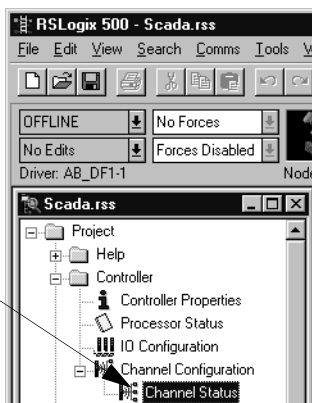 RSLogix 500 - Scada.rss
File Edit View Search Comms Tools
OFFLINE No Forces
No Edits Forces Disabled
Driver: AB_DF1-1 Node
Scada.rss
Project
Help
Controller
Controller Properties
Processor Status
IO Configuration
Channel Configuration
Channel Status